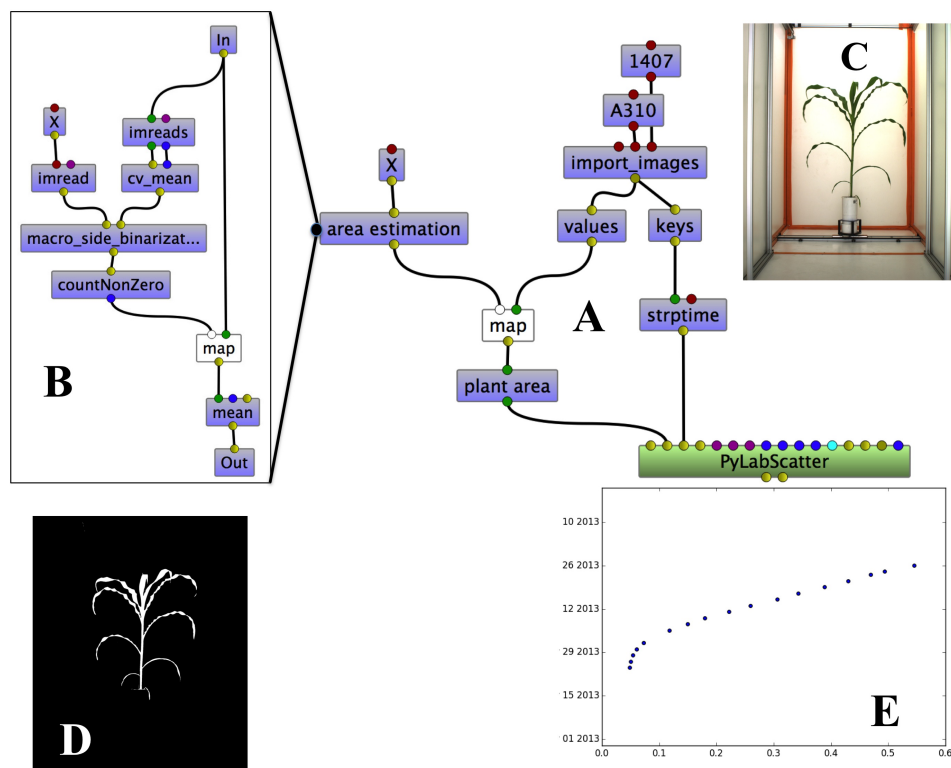 In
X
imreads
imread
cv_mean
macro_side_binarizat...
countNonZero
map
B
mean
Out
1407
A310
X
import_images
area estimation
values
keys
A
strptime
map
plant area
PyLabScatter
C
D
10 2013
26 2013
12 2013
29 2013
15 2013
01 2013
E
0.0 0.1 0.2 0.3 0.4 0.5 0.6